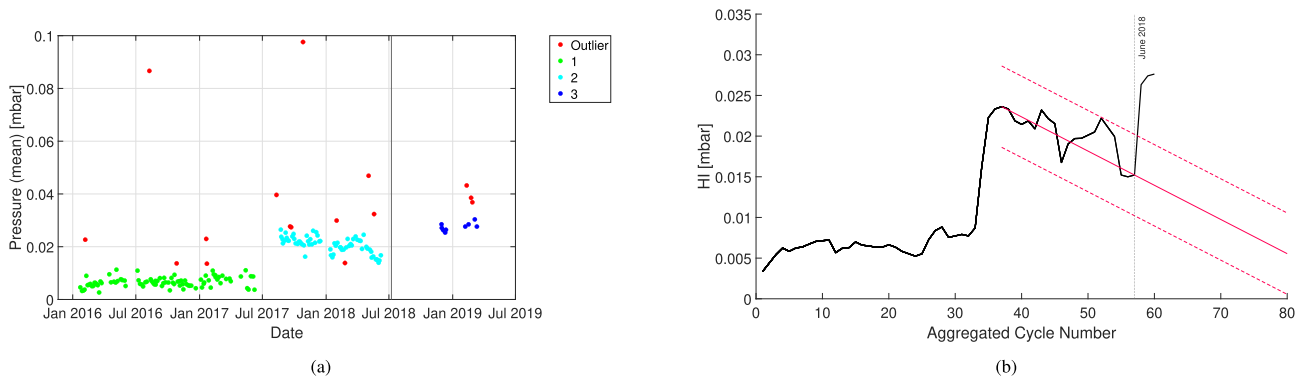 0.1
0.08
0.06
0.04
0.02
0
Pressure (mean) [mbar]
Jan 2016 Jul 2016 Jan 2017 Jul 2017 Jan 2018 Jul 2018 Jan 2019 Jul 2019
Date
Outlier
1
2
3
(a)
0.035
0.03
0.025
0.02
0.015
0.01
0.005
0
HI [mbar]
June 2018
0 10 20 30 40 50 60 70 80
Aggregated Cycle Number
(b)